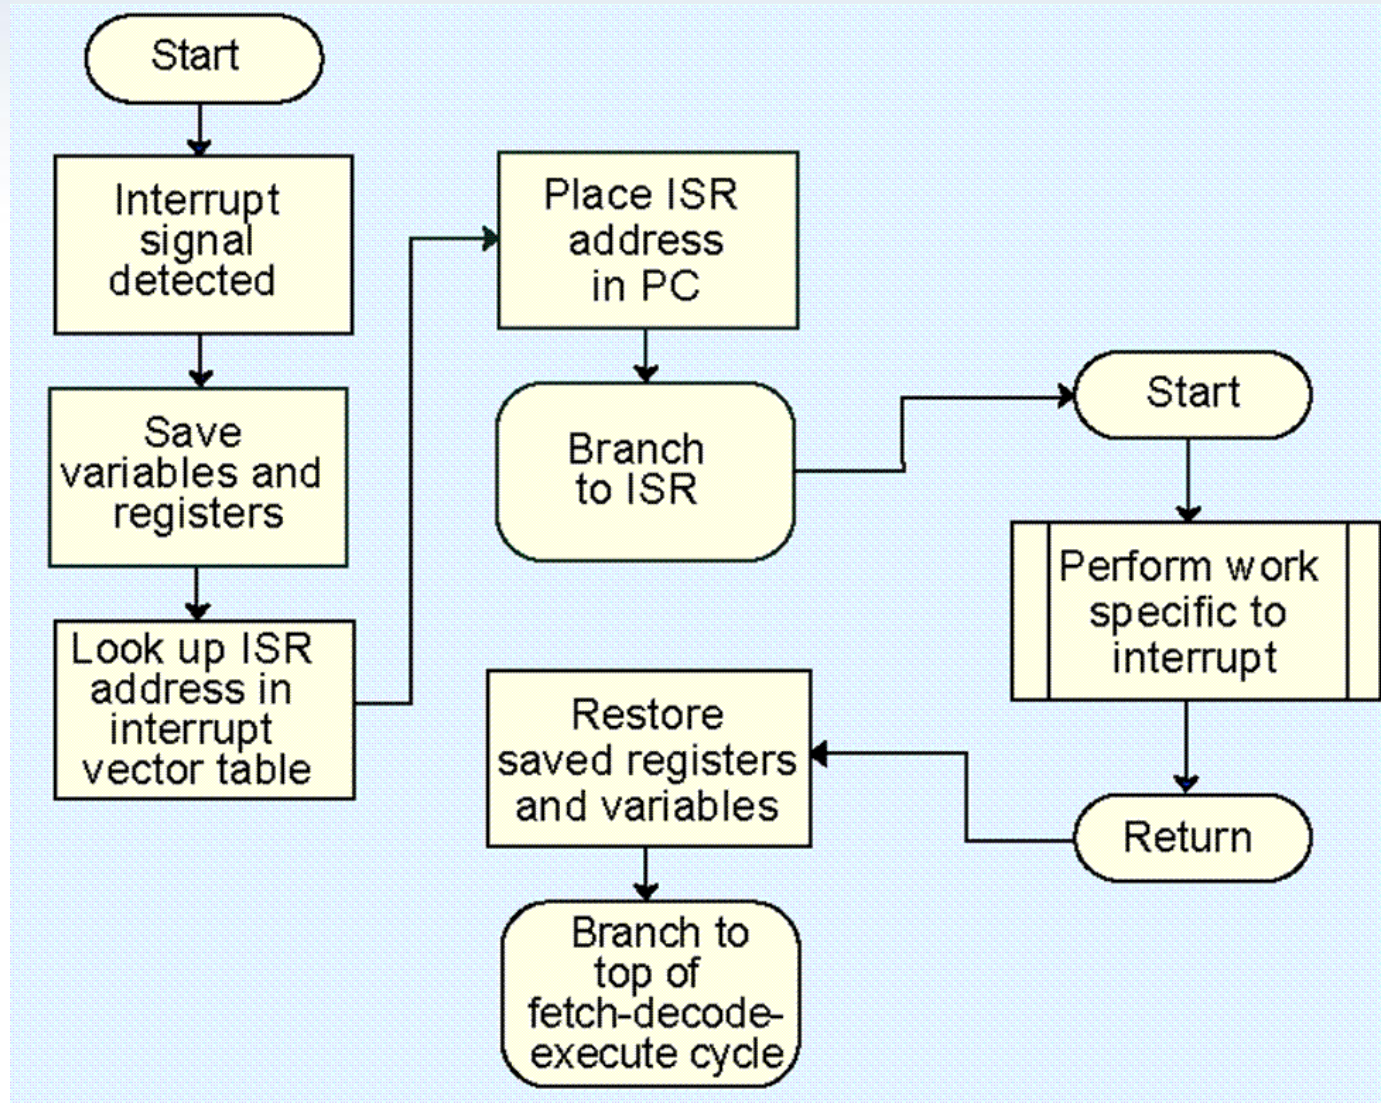 Start
Interrupt
signal
detected
Save
variables and
registers
Look up ISR
address in
interrupt
vector table
Place ISR
address
in PC
Branch
to ISR
Start
Perform work
specific to
interrupt
Return
Restore
saved registers
and variables
Branch to
top of
fetch-decode-
execute cycle